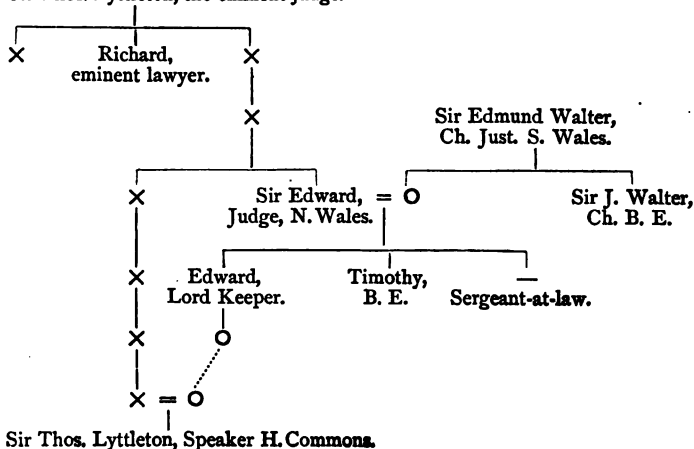 Richard,
eminent lawyer.
Sir Edmund Walter,
Ch. Just. S. Wales.
Sir Edward,
Judge, N. Wales.
Sir J. Walter,
Ch. B. E.
Edward,
Lord Keeper.
Timothy,
B. E.
Sergeant-at-law.
Sir Thos. Lyttleton, Speaker H. Commons.